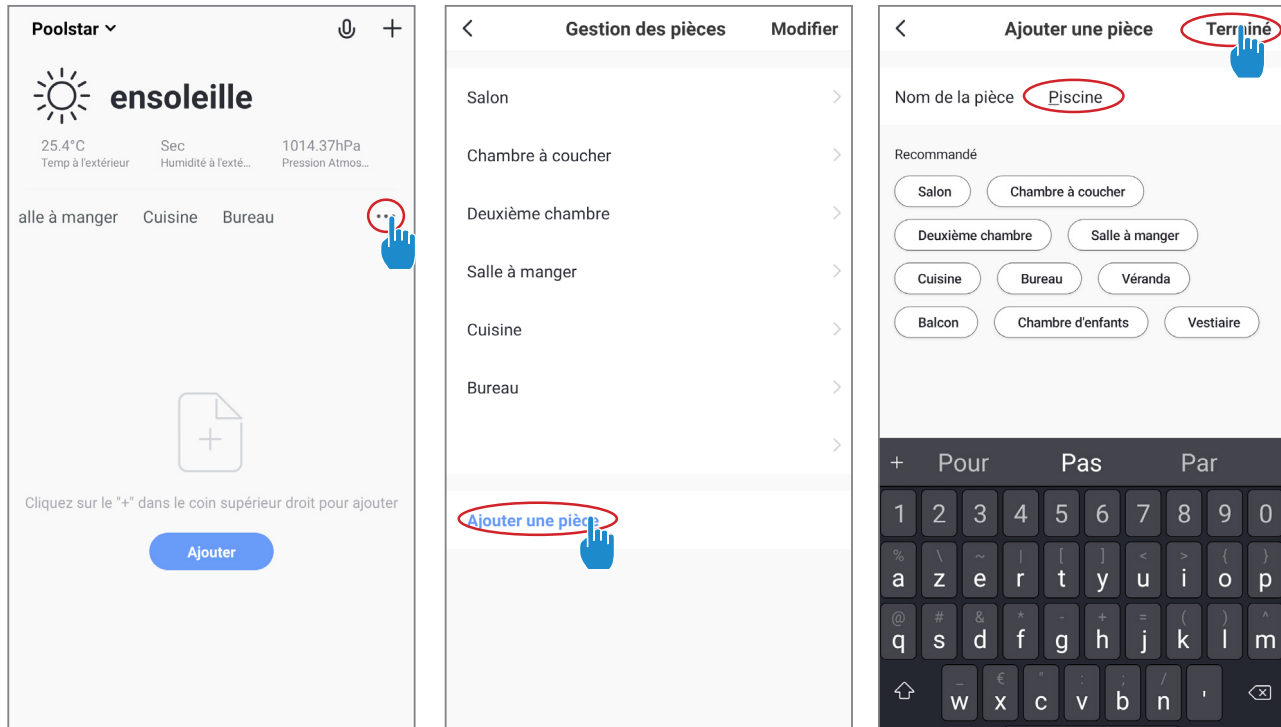 Poolstar
ensoleille
25.4°C Sec 1014.37hPa
Temp à l'extérieur Humidité à l'exté... Pression Atmos...
alle à manger Cuisine Bureau ...
Cliquez sur le "+" dans le coin supérieur droit pour ajouter
Ajouter
Gestion des pièces Modifier
Salon
Chambre à coucher
Deuxième chambre
Salle à manger
Cuisine
Bureau
Ajouter une pièce
Ajouter une pièce Terminé
Nom de la pièce Piscine
Recommandé
Salon Chambre à coucher
Deuxième chambre Salle à manger
Cuisine Bureau Véranda
Balcon Chambre d'enfants Vestiaire
+ Pour Pas Par
1 2 3 4 5 6 7 8 9 0
% \ ~ | [ ] < > { }
a z e r t y u i o p
@ # & * - + = ( ) ^
q s d f g h j k l m
_ € " : ; /
w x c v b n '